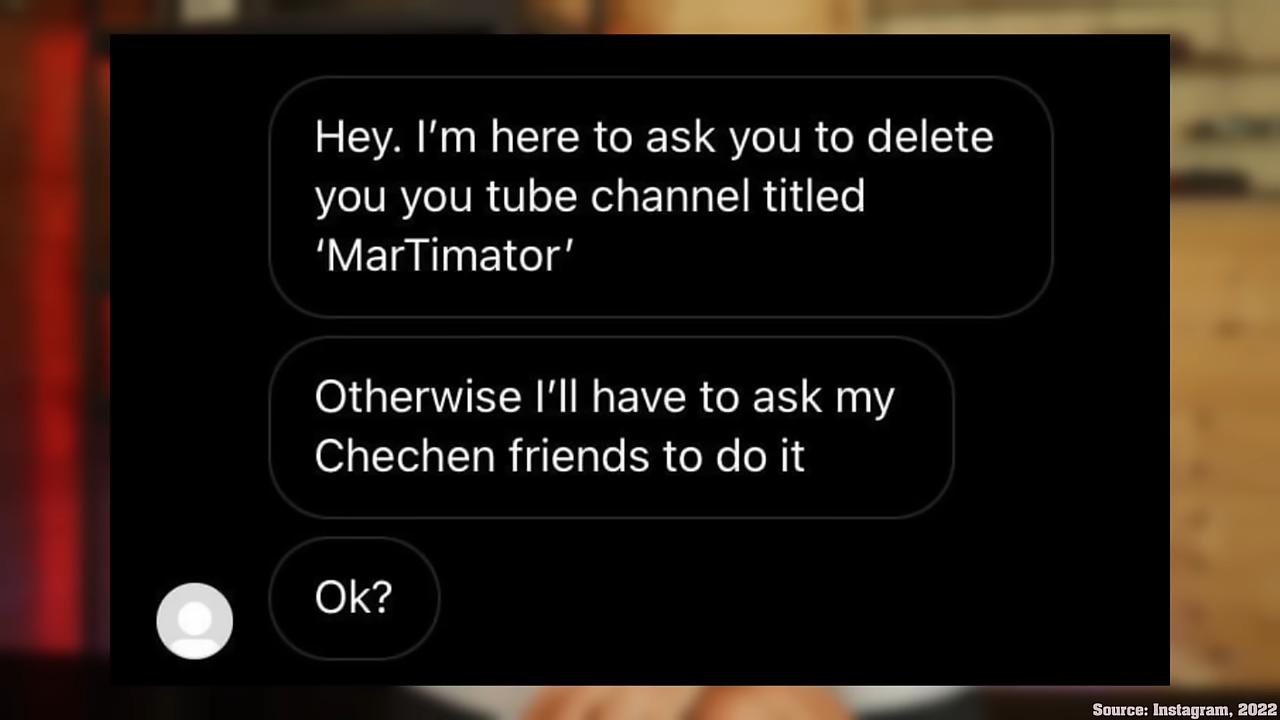 Hey. I’m here to ask you to delete
you you tube channel titled
‘MarTimator’
Otherwise I’ll have to ask my
Chechen friends to do it
Ok?
Source: Instagram, 2022